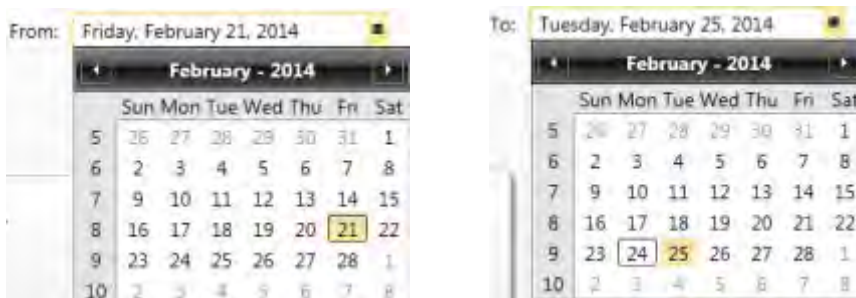 From: Friday, February 21, 2014
February - 2014
Sun Mon Tue Wed Thu Fri Sat
5 26 27 28 29 30 31 1
6 2 3 4 5 6 7 8
7 9 10 11 12 13 14 15
8 16 17 18 19 20 21 22
9 23 24 25 26 27 28 1
10 2 3 4 5 6 7 8
To: Tuesday, February 25, 2014
February - 2014
Sun Mon Tue Wed Thu Fri Sat
5 26 27 28 29 30 31 1
6 2 3 4 5 6 7 8
7 9 10 11 12 13 14 15
8 16 17 18 19 20 21 22
9 23 24 25 26 27 28 1
10 2 3 4 5 6 7 8